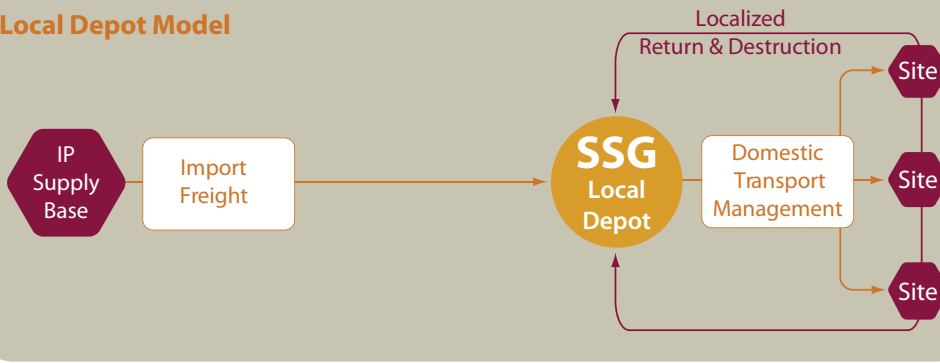 Local Depot Model
Localized
Return & Destruction
IP
Supply
Base
Import
Freight
SSG
Local
Depot
Domestic
Transport
Management
Site
Site
Site